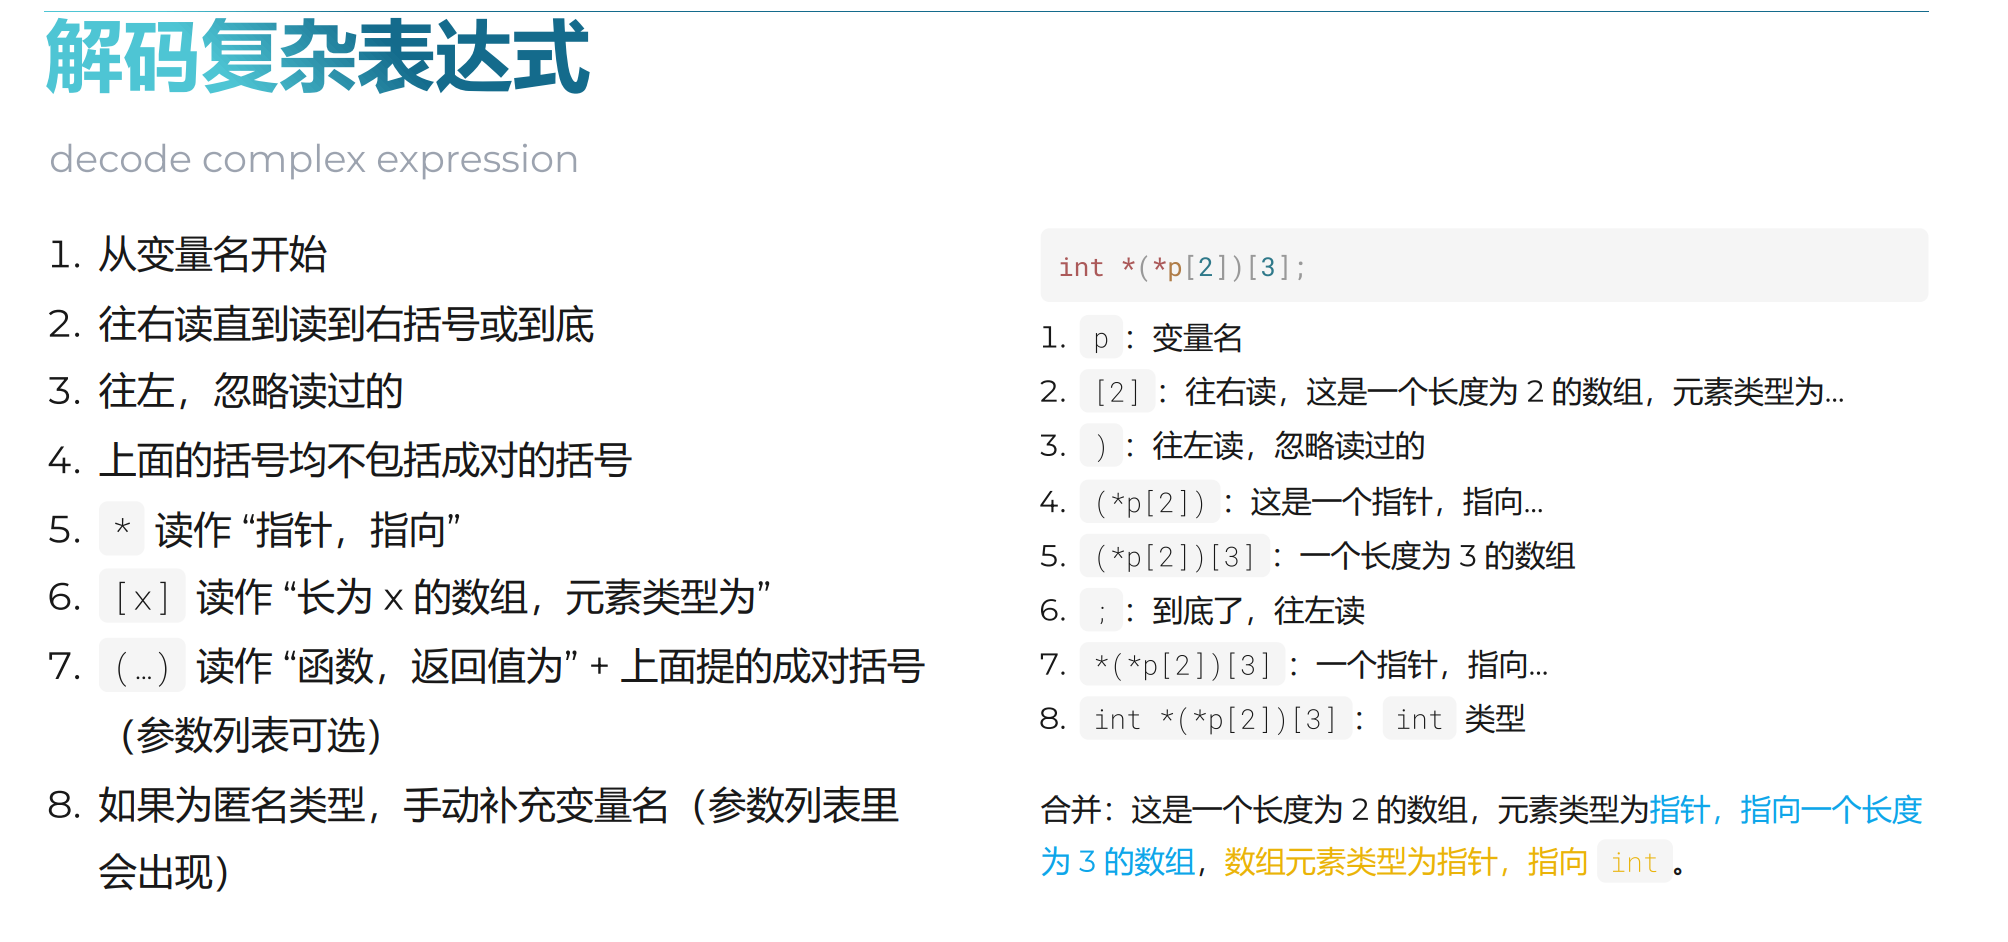 解码复杂表达式
decode complex expression
1. 从变量名开始
2. 往右读直到读到右括号或到底
3. 往左，忽略读过的
4. 上面的括号均不包括成对的括号
5. * 读作 “指针，指向”
6. [x] 读作 “长为 x 的数组，元素类型为”
7. (…) 读作 “函数，返回值为” + 上面提的成对括号
（参数列表可选）
8. 如果为匿名类型，手动补充变量名（参数列表里
会出现）
int *(*p[2])[3];
1. p：变量名
2. [2]：往右读，这是一个长度为 2 的数组，元素类型为…
3. )：往左读，忽略读过的
4. (*p[2])：这是一个指针，指向…
5. (*p[2])[3]：一个长度为 3 的数组
6. ;：到底了，往左读
7. *(*p[2])[3]：一个指针，指向…
8. int *(*p[2])[3]：int 类型
合并：这是一个长度为 2 的数组，元素类型为指针，指向一个长度
为 3 的数组，数组元素类型为指针，指向 int 。